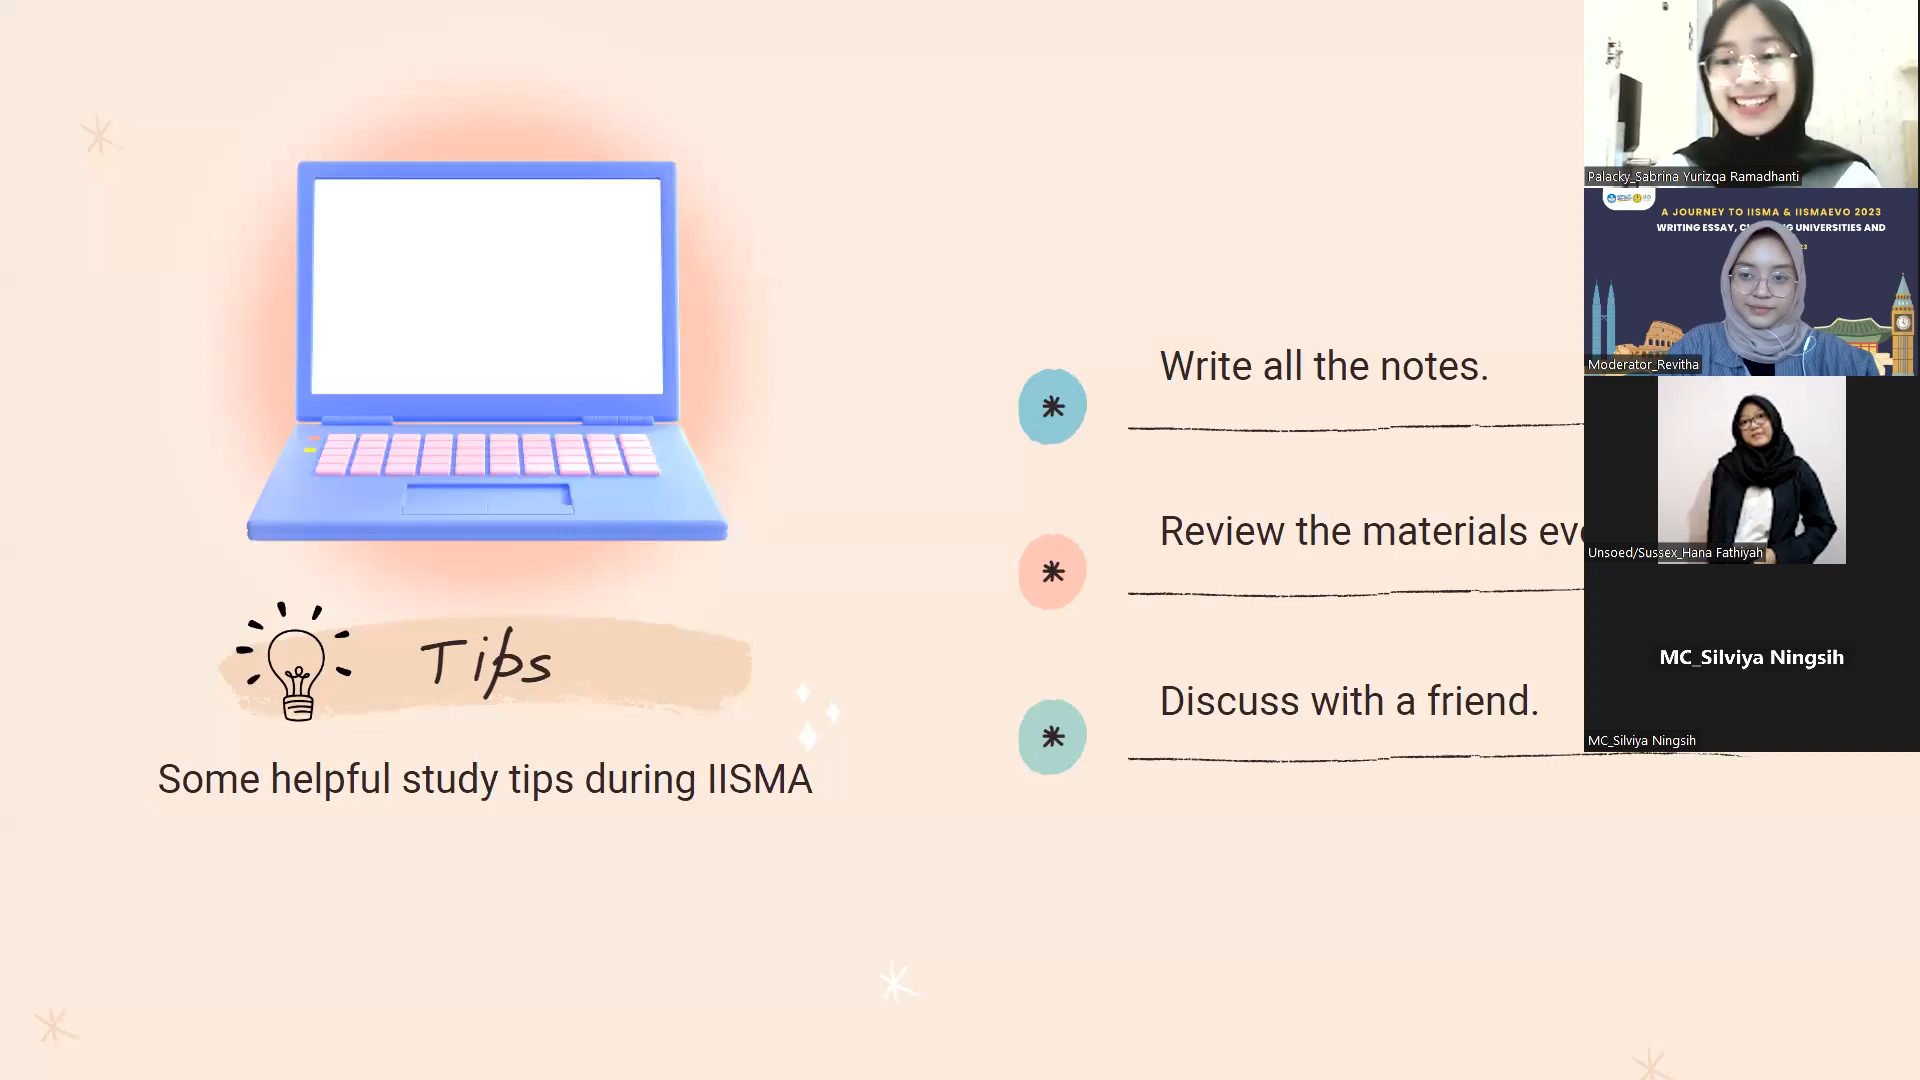 Write all the notes.
Review the materials
Discuss with a friend.
Tips
Some helpful study tips during IISMA
Palacky_Sabrina Yurizqa Ramadhanti
A JOURNEY TO IISMA & IISMAEVO 2023
WRITING ESSAY, UNIVERSITIES AND
Moderator_Revitha
Unsoed/Sussex_Hana Fathiyah
MC_Silviya Ningsih
MC_Silviya Ningsih